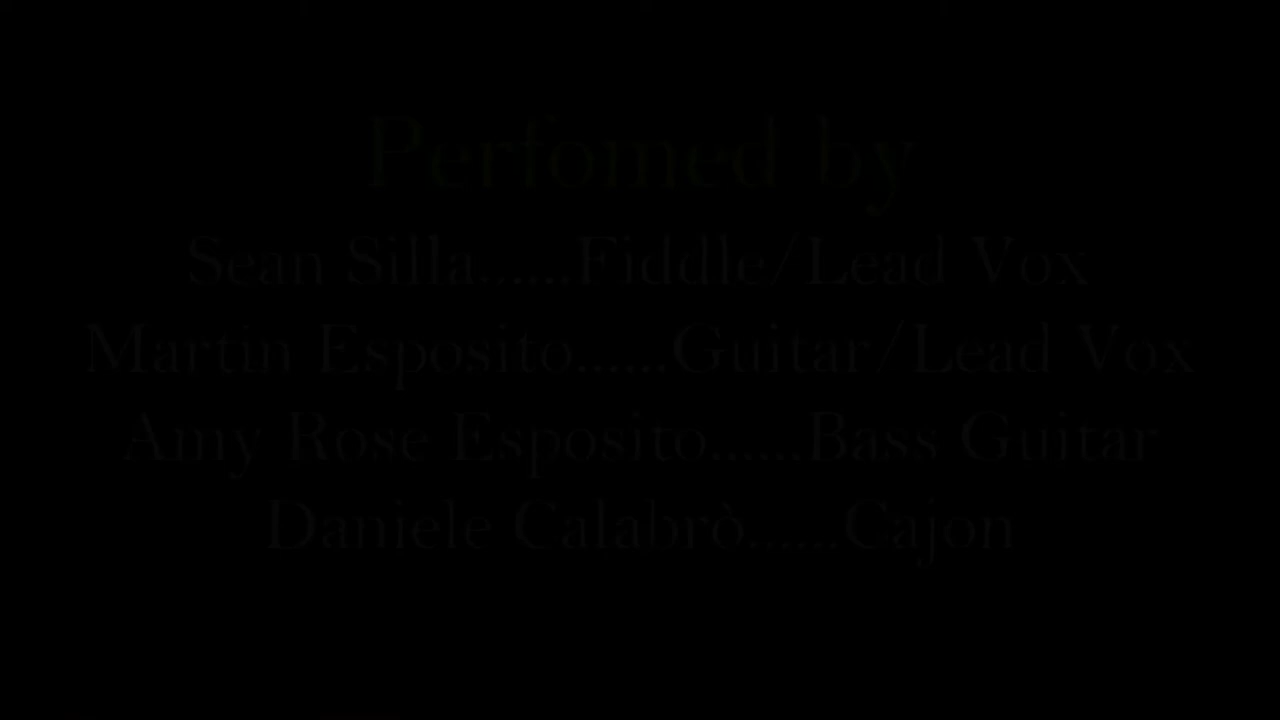 Perfomed by
Sean Silla......Fiddle/Lead Vox
Martin Esposito......Guitar/Lead Vox
Amy Rose Esposito......Bass Guitar
Daniele Calabrò......Cajon